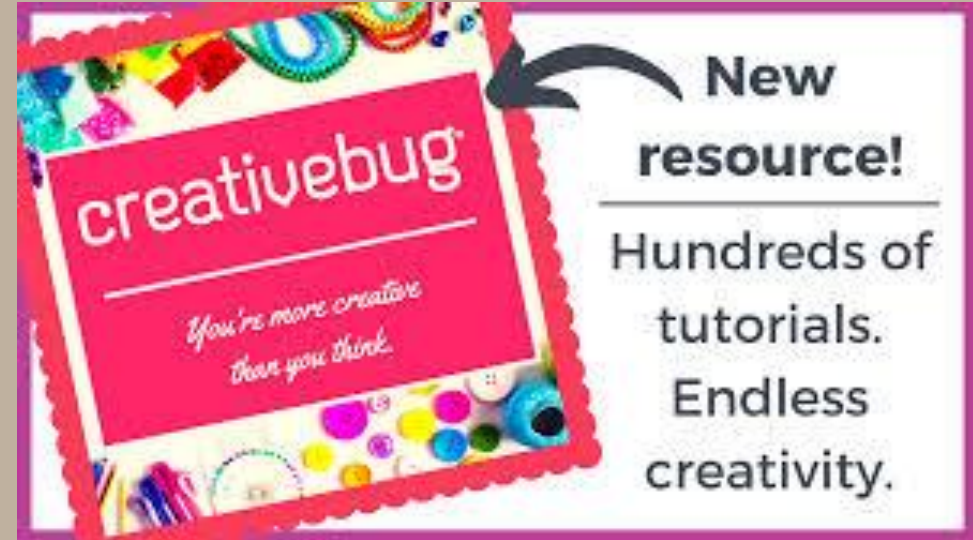 creativebug
You're more creative
than you think.
New
resource!
Hundreds of
tutorials.
Endless
creativity.